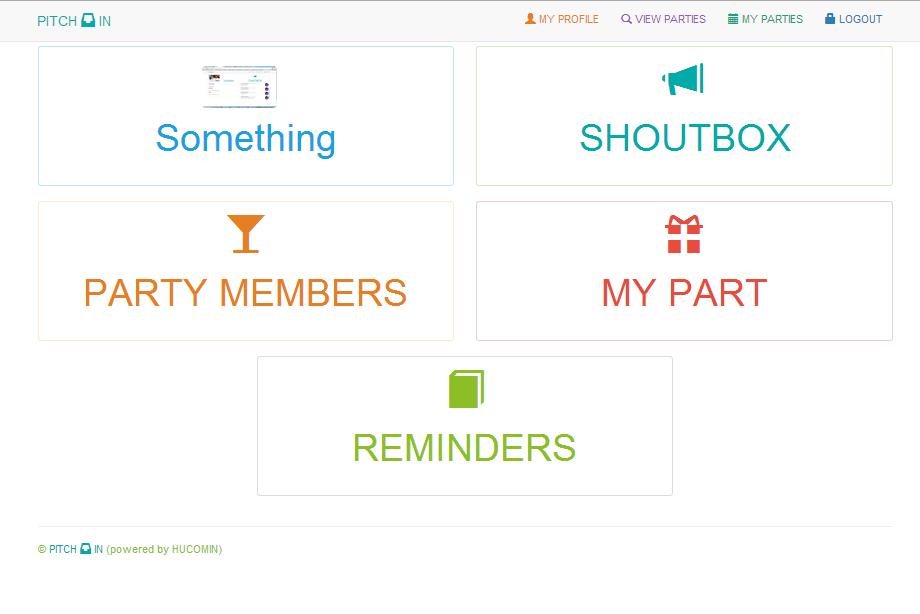 PITCH IN MY PROFILE VIEW PARTIES MY PARTIES LOGOUT
Something
SHOUTBOX
PARTY MEMBERS
MY PART
REMINDERS
© PITCH IN (powered by HUCOMIN)